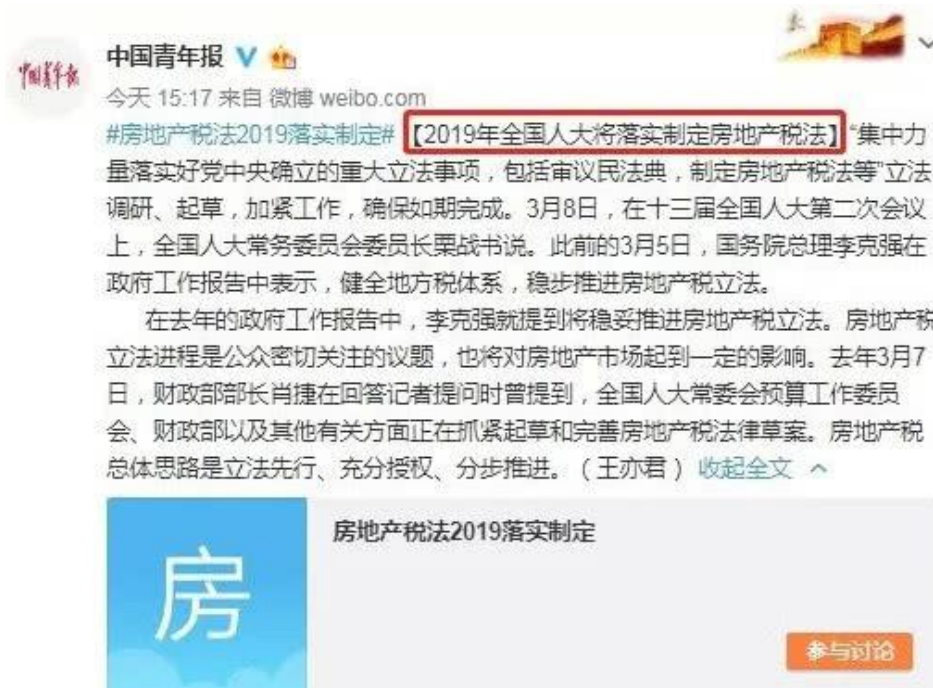 中国青年报
中国青年报
今天 15:17 来自 微博 weibo.com
#房地产税法2019落实制定# 【2019年全国人大将落实制定房地产税法】 “集中力
量落实好党中央确立的重大立法事项，包括审议民法典，制定房地产税法等”立法
调研、起草，加紧工作，确保如期完成。3月8日，在十三届全国人大第二次会议
上，全国人大常务委员会委员长栗战书说。此前的3月5日，国务院总理李克强在
政府工作报告中表示，健全地方税体系，稳步推进房地产税立法。
在去年的政府工作报告中，李克强就提到将稳妥推进房地产税立法。房地产税
立法进程是公众密切关注的议题，也将对房地产市场起到一定的影响。去年3月7
日，财政部部长肖捷在回答记者提问时曾提到，全国人大常委会预算工作委员
会、财政部以及其他有关方面正在抓紧起草和完善房地产税法律草案。房地产税
总体思路是立法先行、充分授权、分步推进。（王亦君） 收起全文
房地产税法2019落实制定
房
参与讨论